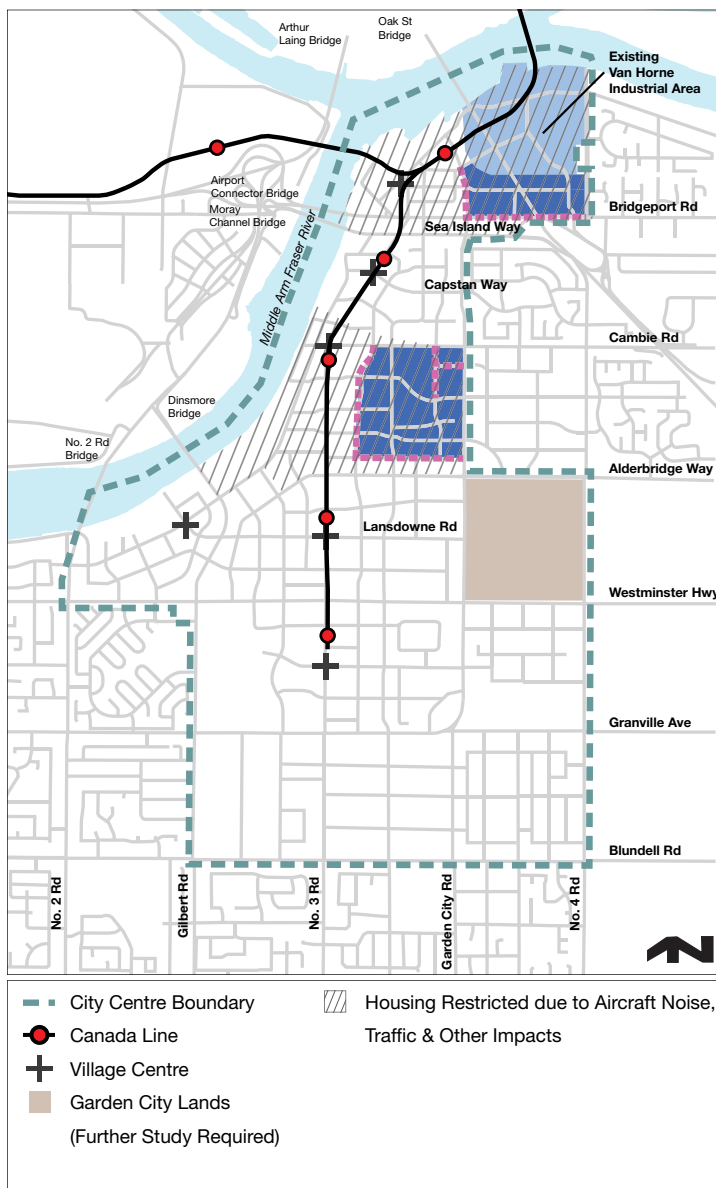 Arthur
Laing Bridge
Oak St
Bridge
Existing
Van Horne
Industrial Area
Airport
Connector Bridge
Moray
Channel Bridge
Middle Arm Fraser River
Bridgeport Rd
Sea Island Way
Capstan Way
Cambie Rd
Dinsmore
Bridge
No. 2 Rd
Bridge
Alderbridge Way
Lansdowne Rd
Westminster Hwy
Granville Ave
Blundell Rd
No. 2 Rd
Gilbert Rd
No. 3 Rd
Garden City Rd
No. 4 Rd
N
City Centre Boundary
Canada Line
Village Centre
Garden City Lands
(Further Study Required)
Housing Restricted due to Aircraft Noise,
Traffic & Other Impacts